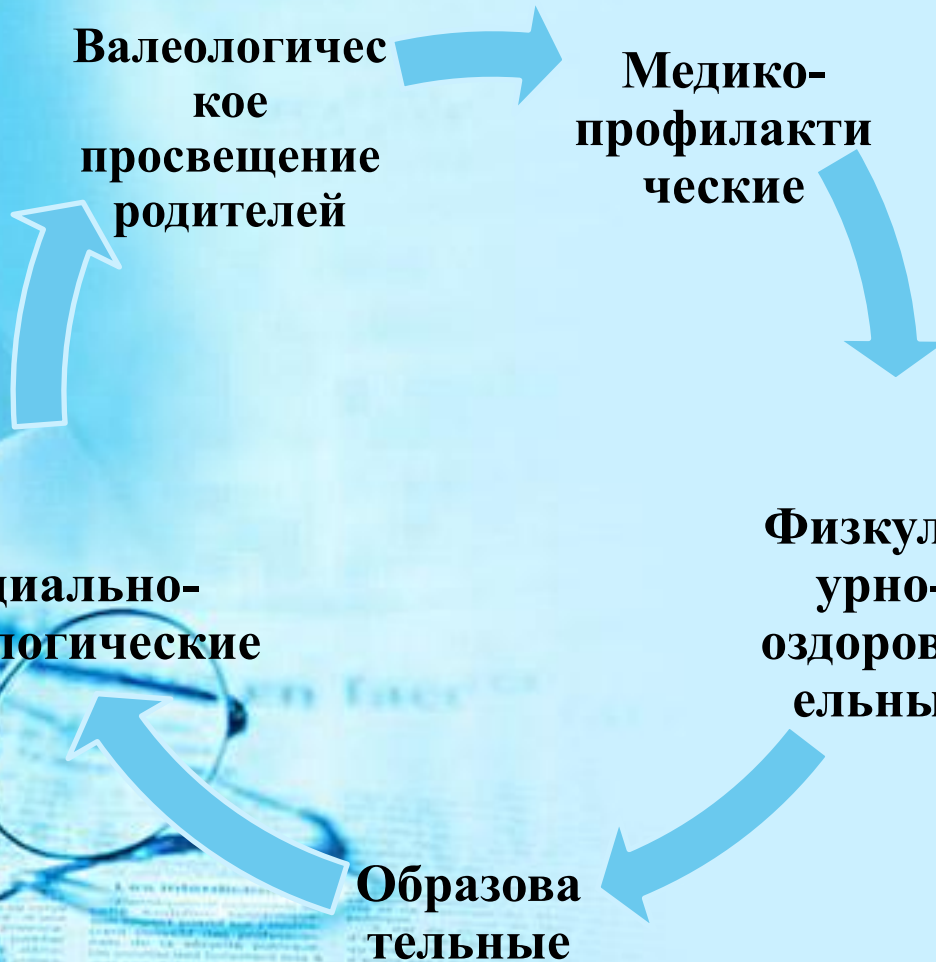 Валеологичес
кое
просвещение
родителей
Медико-
профилакти
ческие
Физкул
урно-
оздоров
ельны
Образова
тельные
циально-
логические